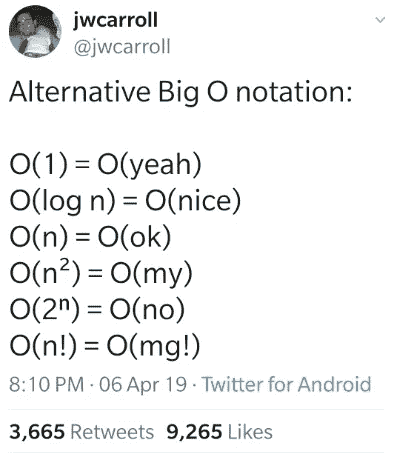 jwcarroll
@jwcarroll
Alternative Big O notation:
O(1) = O(yeah)
O(log n) = O(nice)
O(n) = O(ok)
O(n²) = O(my)
O(2ⁿ) = O(no)
O(n!) = O(mg!)
8:10 PM · 06 Apr 19 · Twitter for Android
3,665 Retweets 9,265 Likes